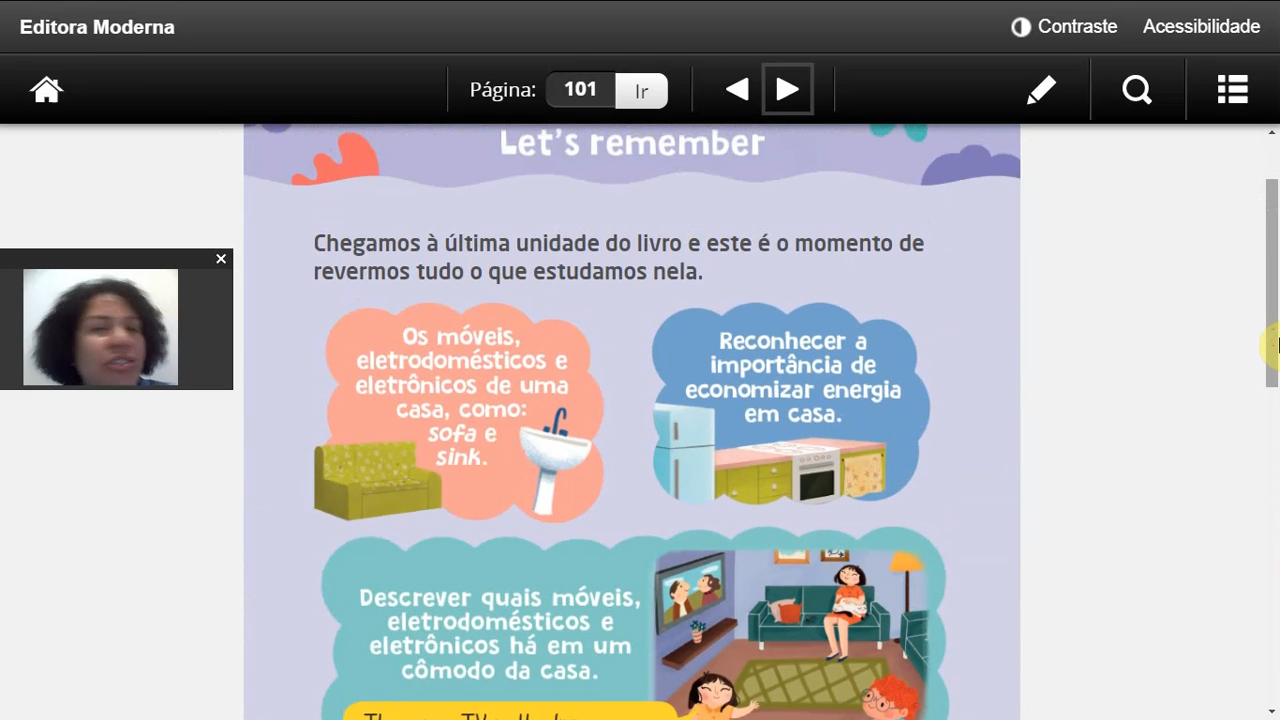 Editora Moderna
Contraste
Acessibilidade
Página:
101
Ir
Let's remember
Chegamos à última unidade do livro e este é o momento de
revermos tudo o que estudamos nela.
Os móveis,
eletrodomésticos e
eletrônicos de uma
casa, como:
sofa e
sink.
Reconhecer a
importância de
economizar energia
em casa.
Descrever quais móveis,
eletrodomésticos e
eletrônicos há em um
cômodo da casa.